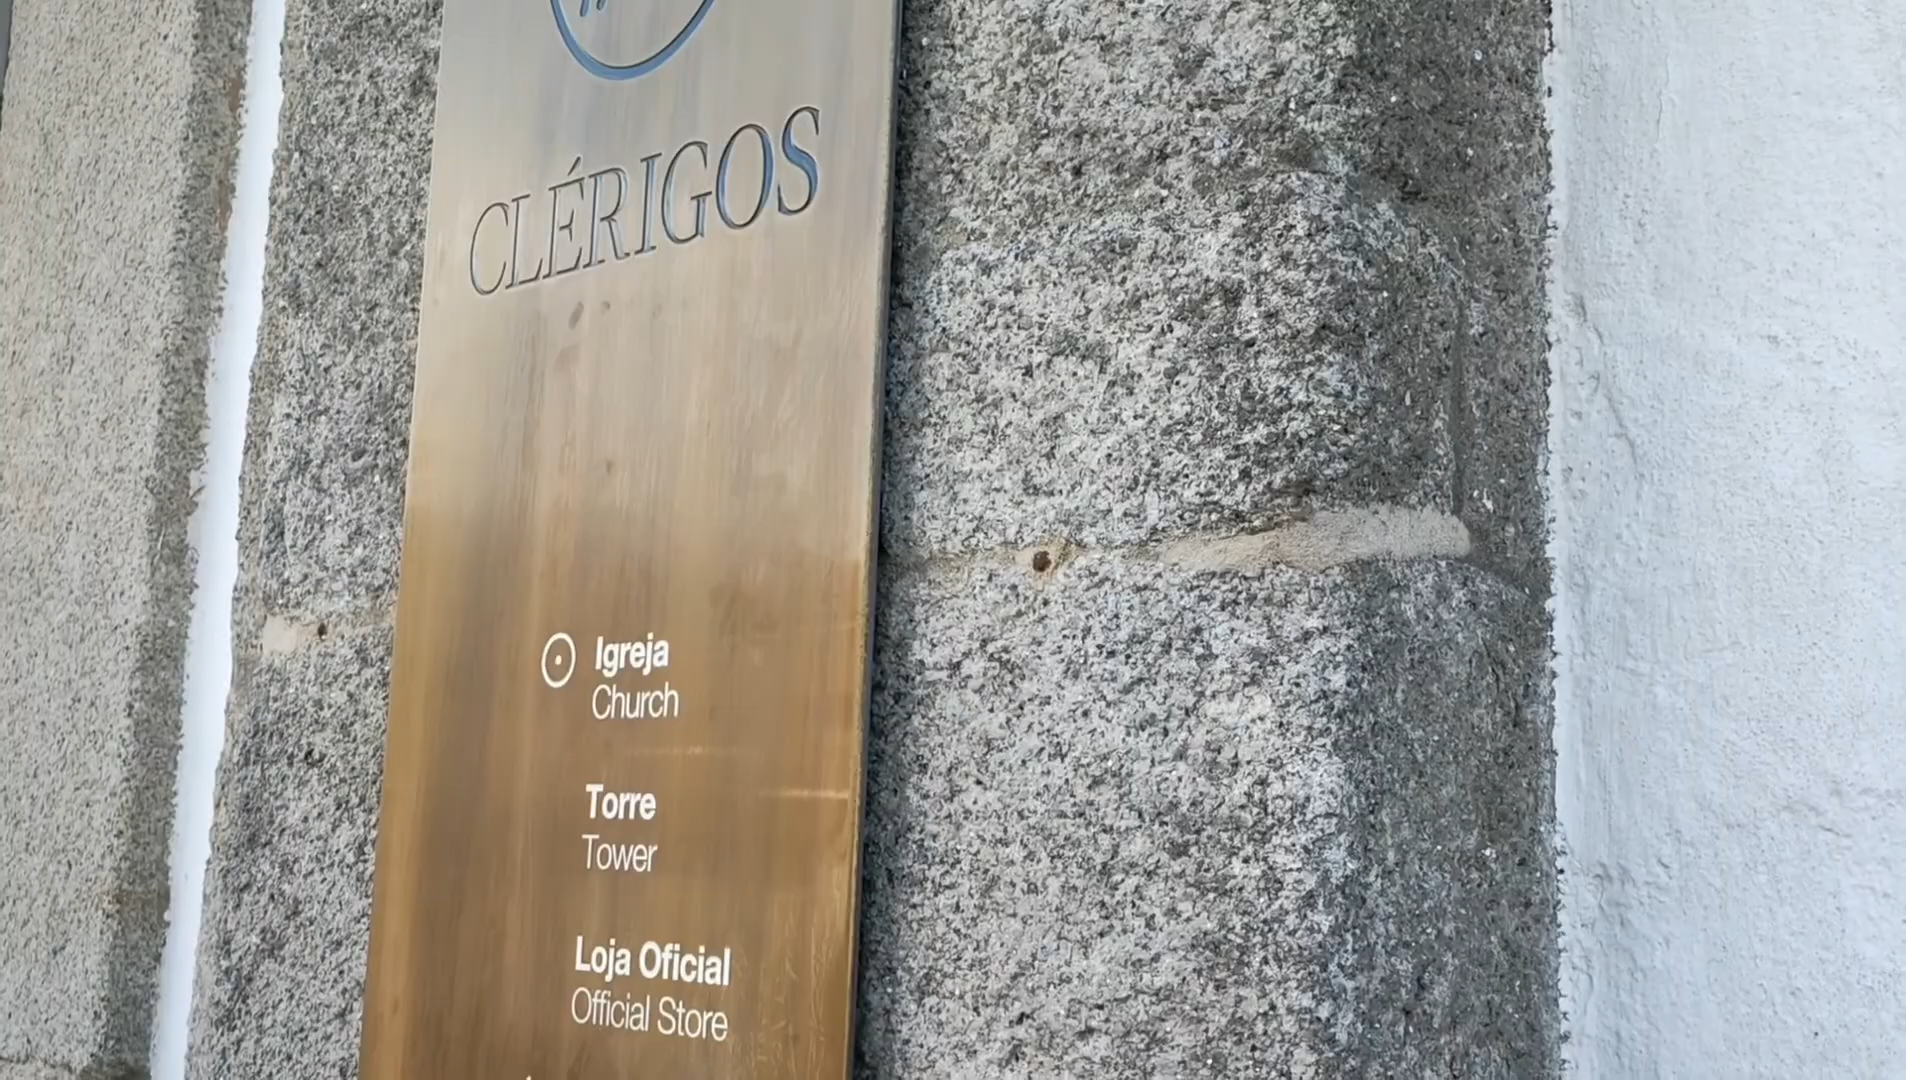 CLÉRIGOS
Igreja
Church
Torre
Tower
Loja Oficial
Official Store